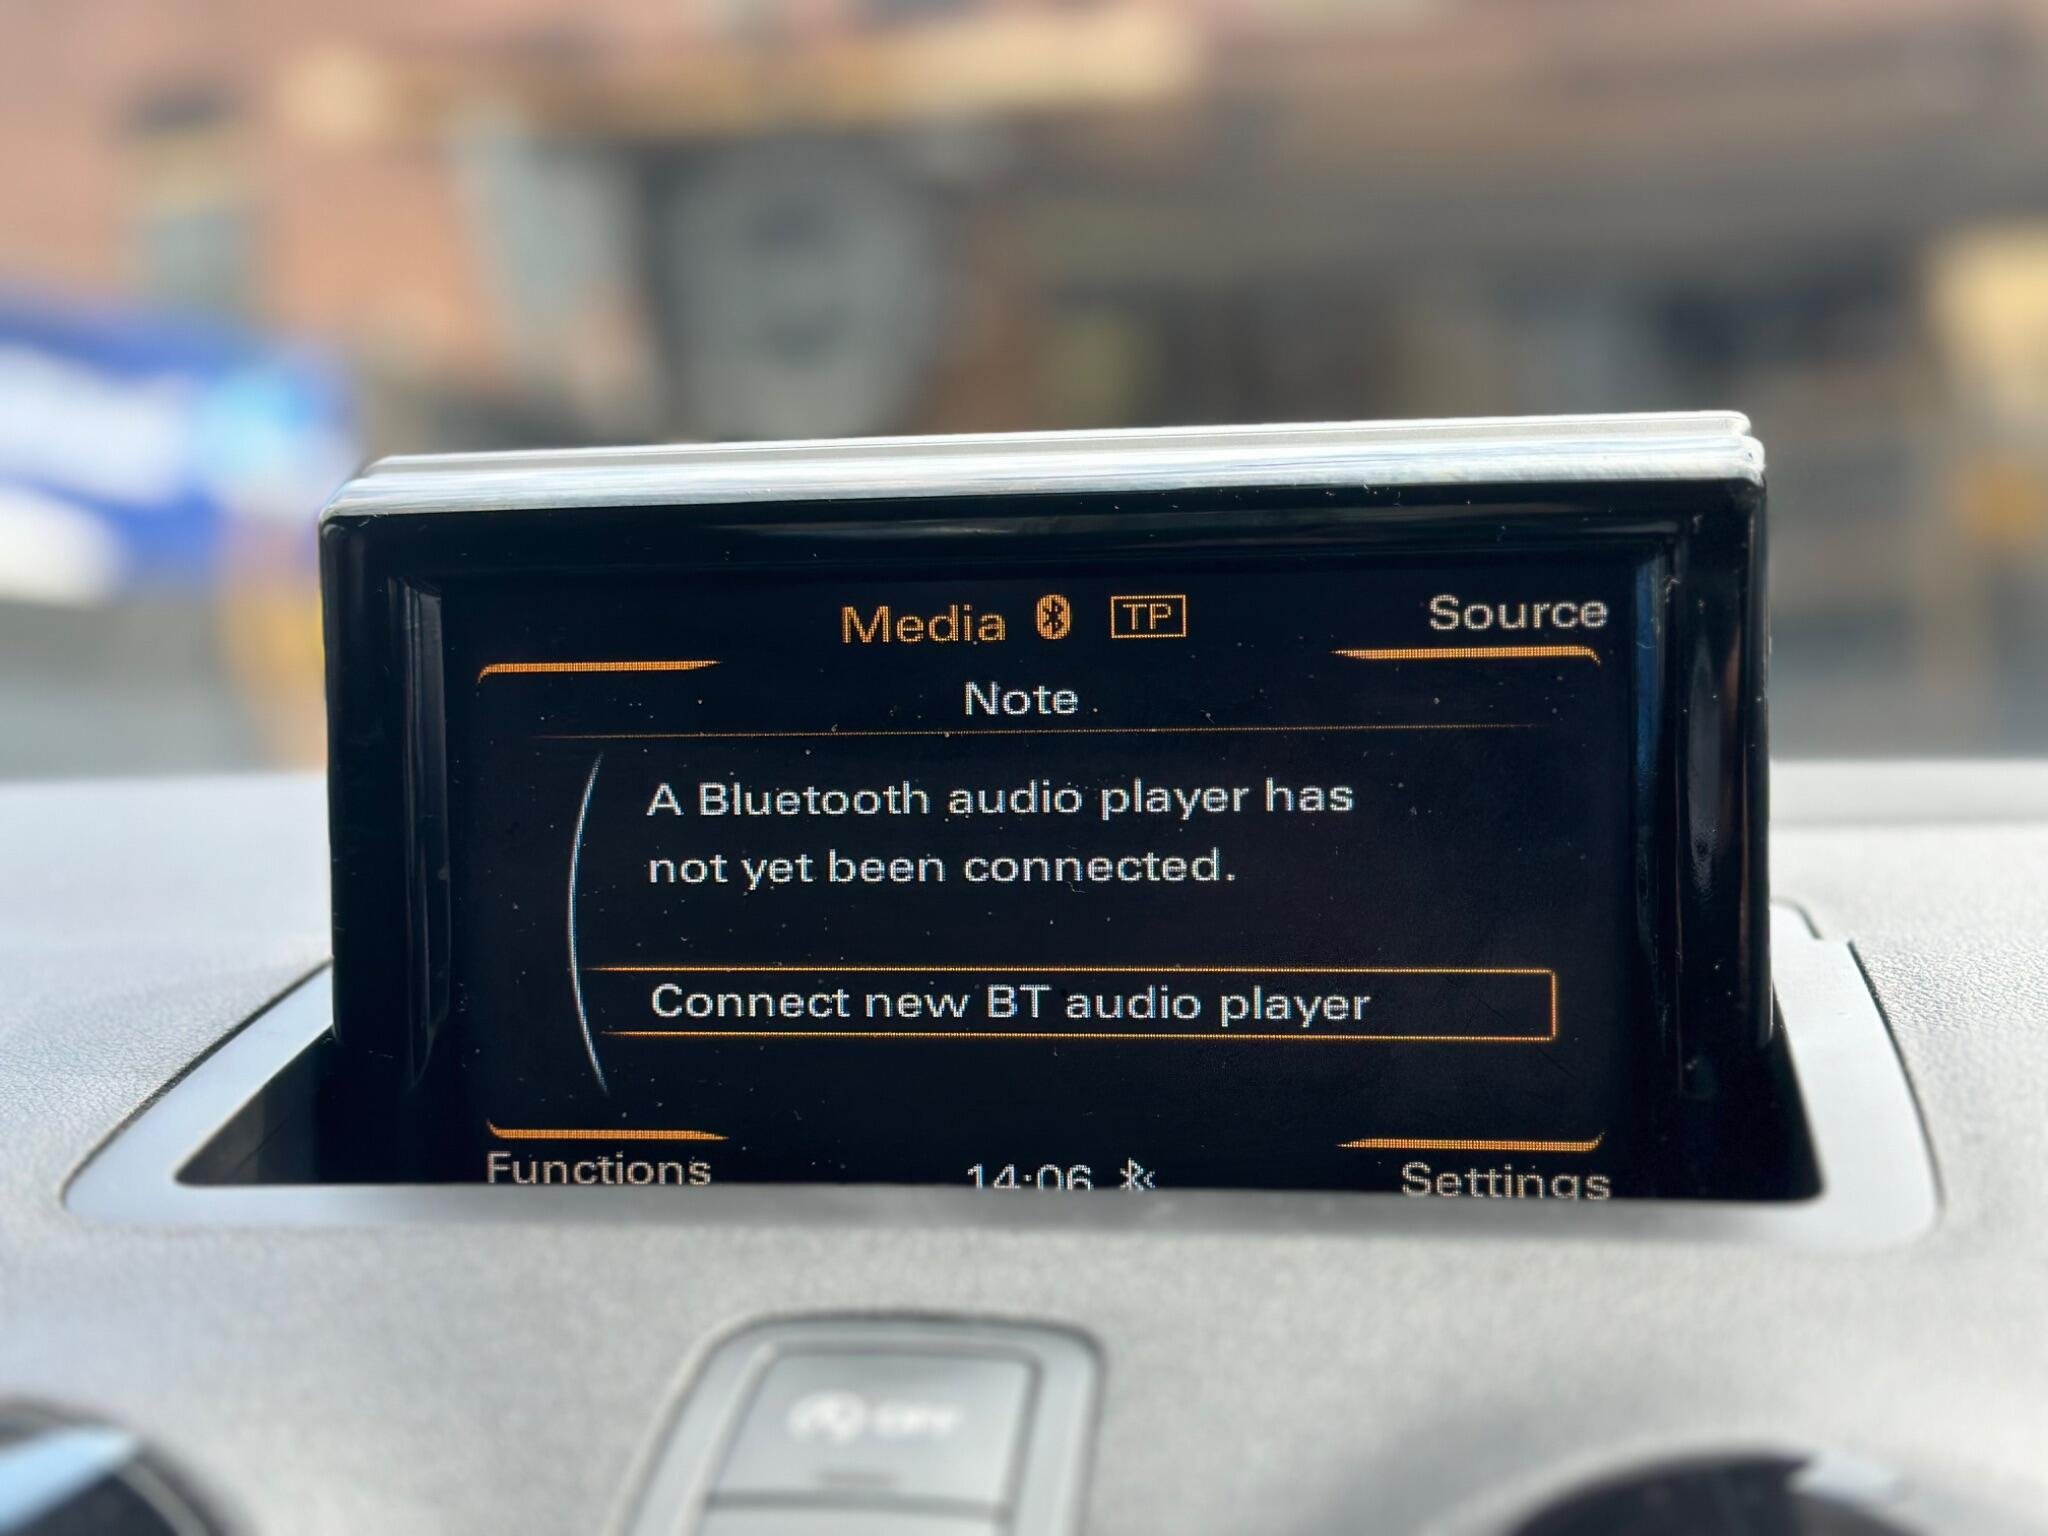 Media TP Source
Note
A Bluetooth audio player has
not yet been connected.
Connect new BT audio player
Functions 14:06 Settings
OFF